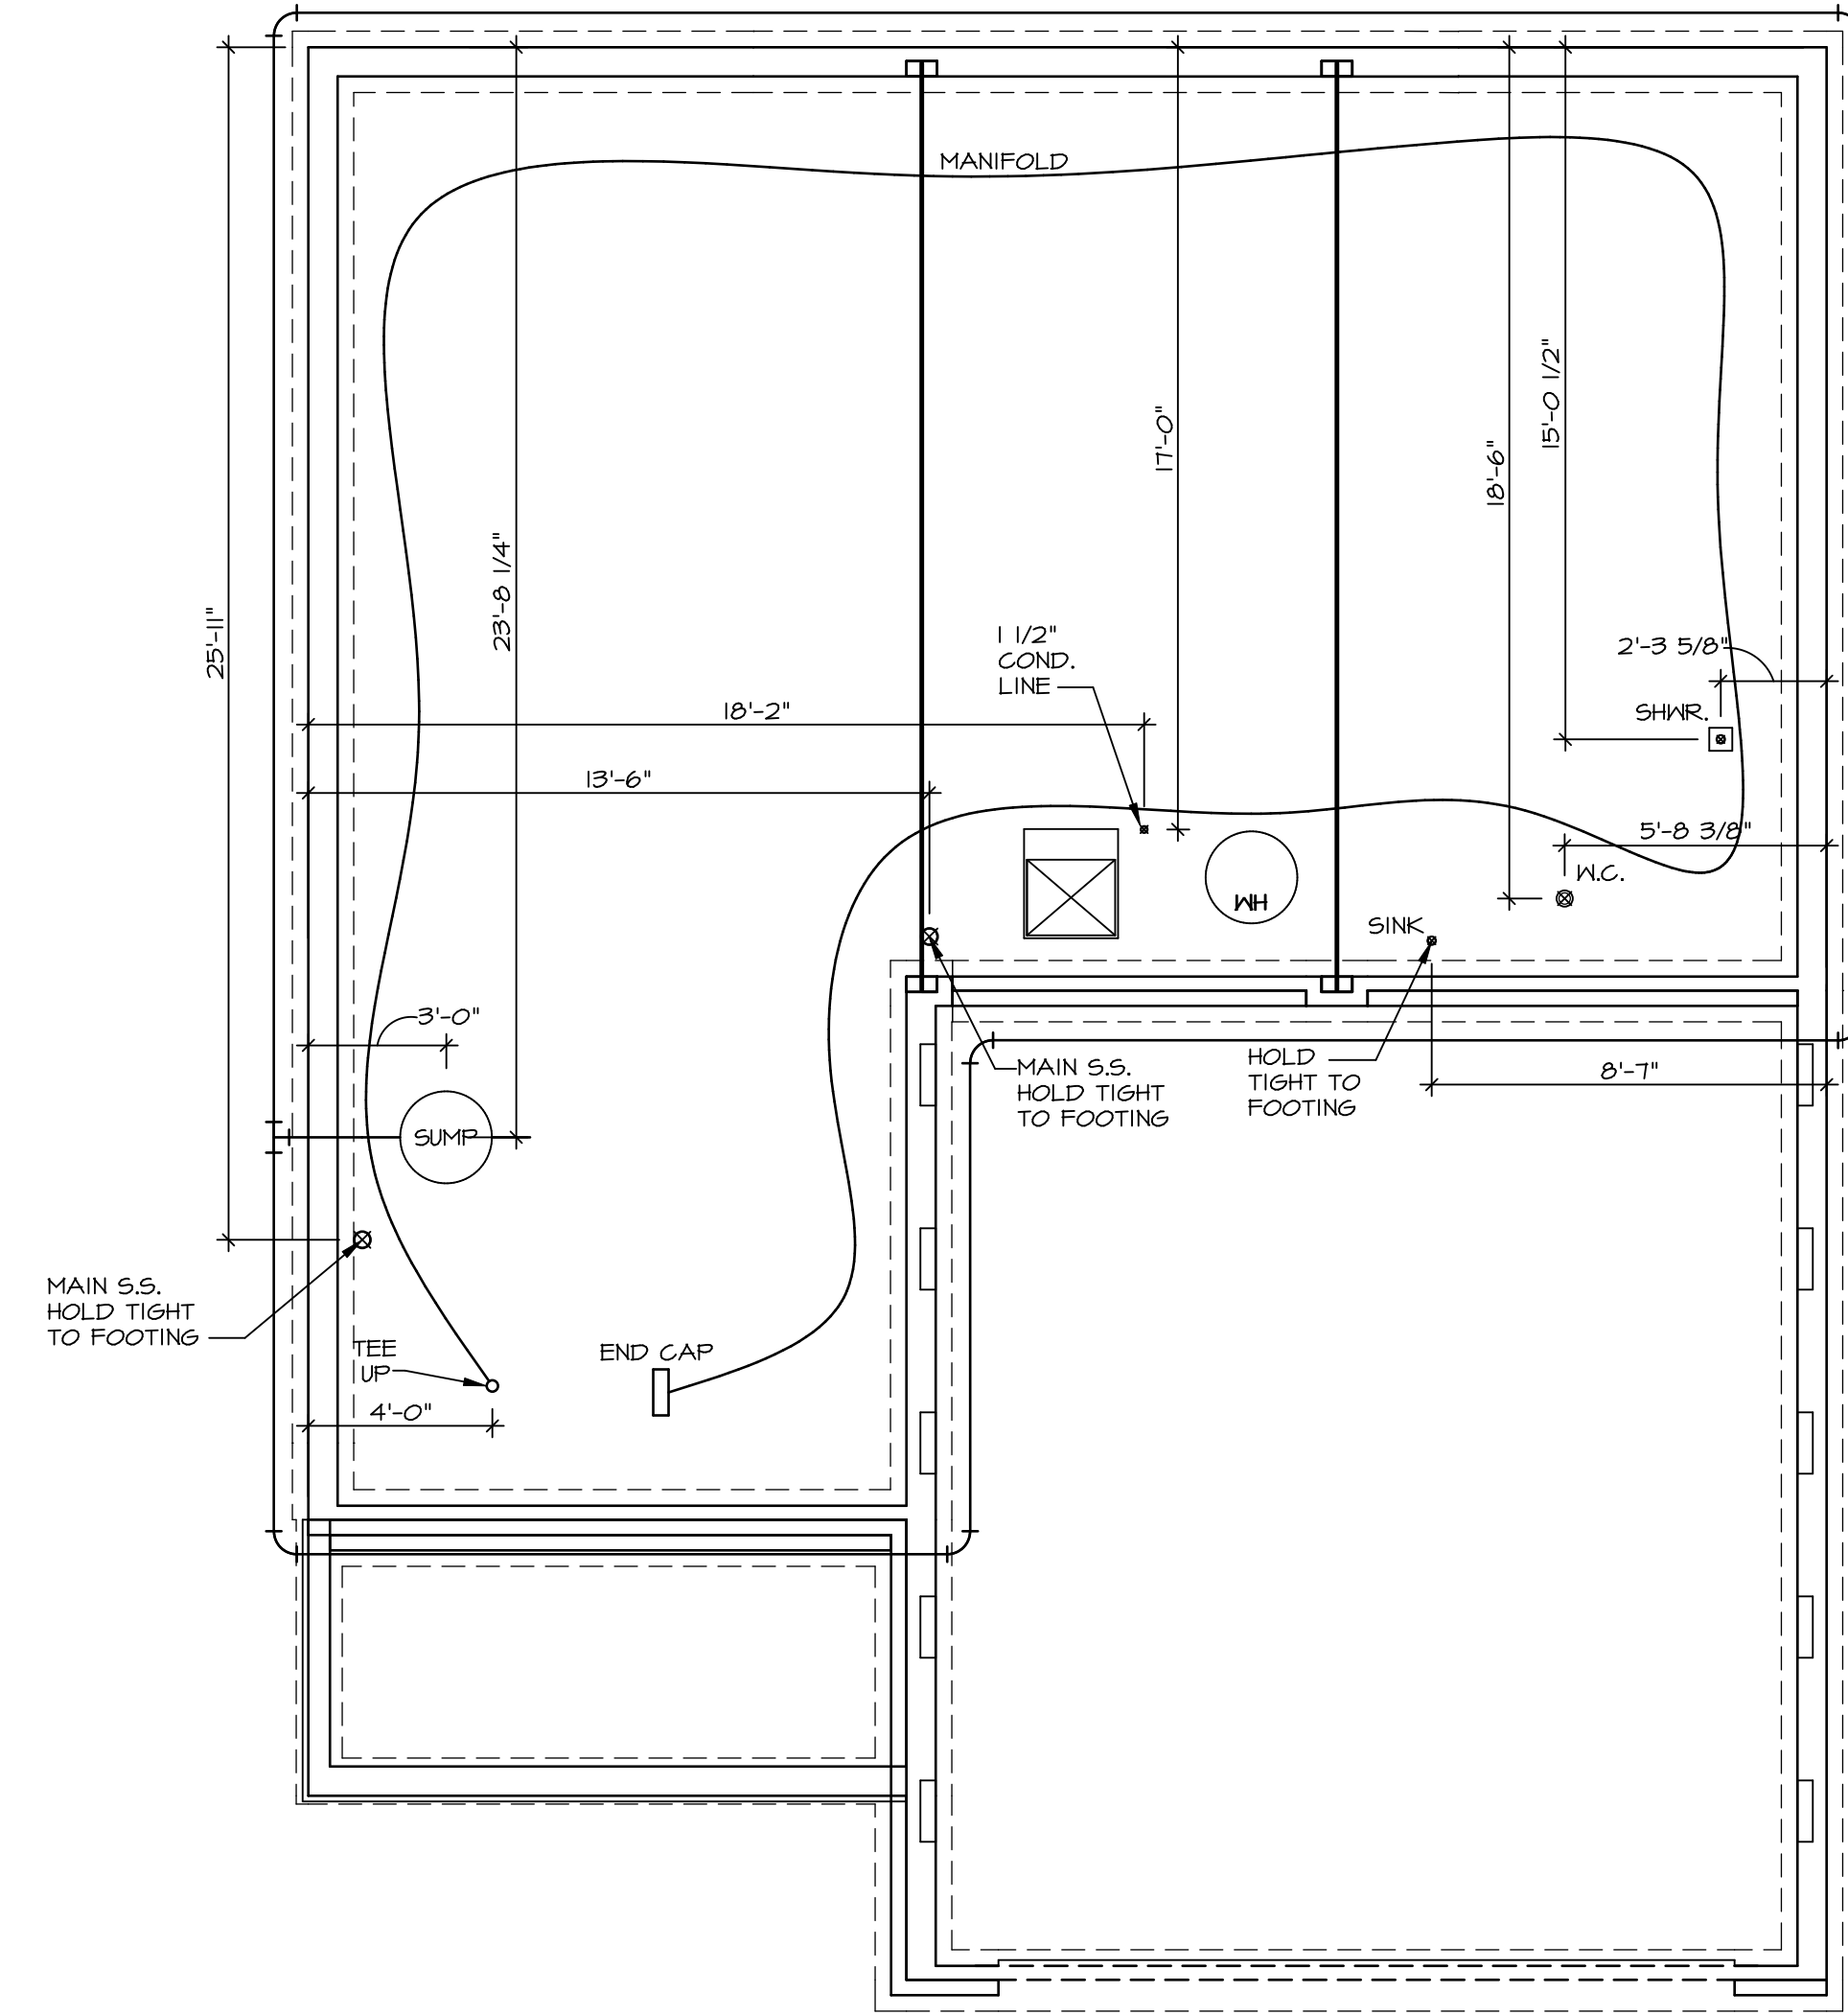 MANIFOLD
15'-0 1/2"
17'-0"
18'-6"
23'-8 1/4"
25'-11"
1 1/2"
COND.
LINE
2'-3 5/8"
18'-2"
SHWR.
13'-6"
5'-8 3/8"
W.C.
WH
SINK
3'-0"
MAIN S.S.
HOLD TIGHT
TO FOOTING
HOLD
TIGHT TO
FOOTING
8'-7"
SUMP
MAIN S.S.
HOLD TIGHT
TO FOOTING
TEE
UP
END CAP
4'-0"